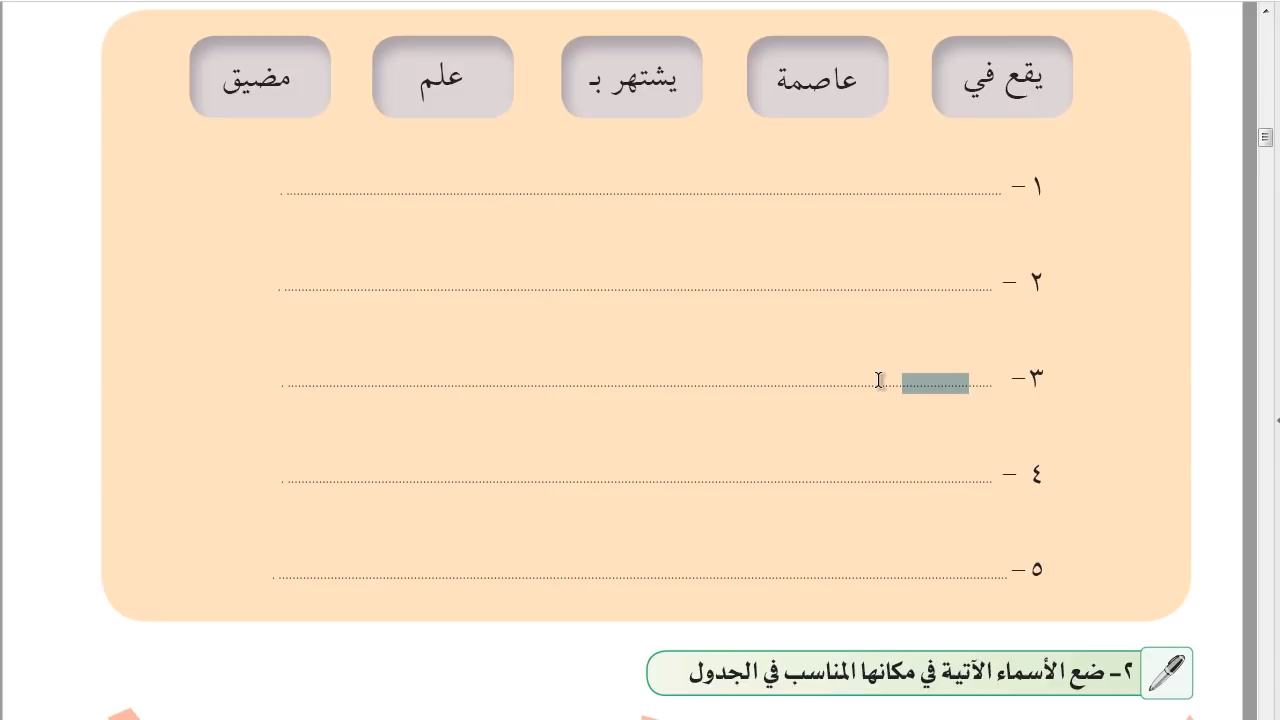 يقع في عاصمة يشتهر بـ علم مضيق
١ – .......................................................
٢ – .......................................................
٣– .......................................................
٤ – .......................................................
٥ – .......................................................
٢- ضع الأسماء الآتية في مكانها المناسب في الجدول